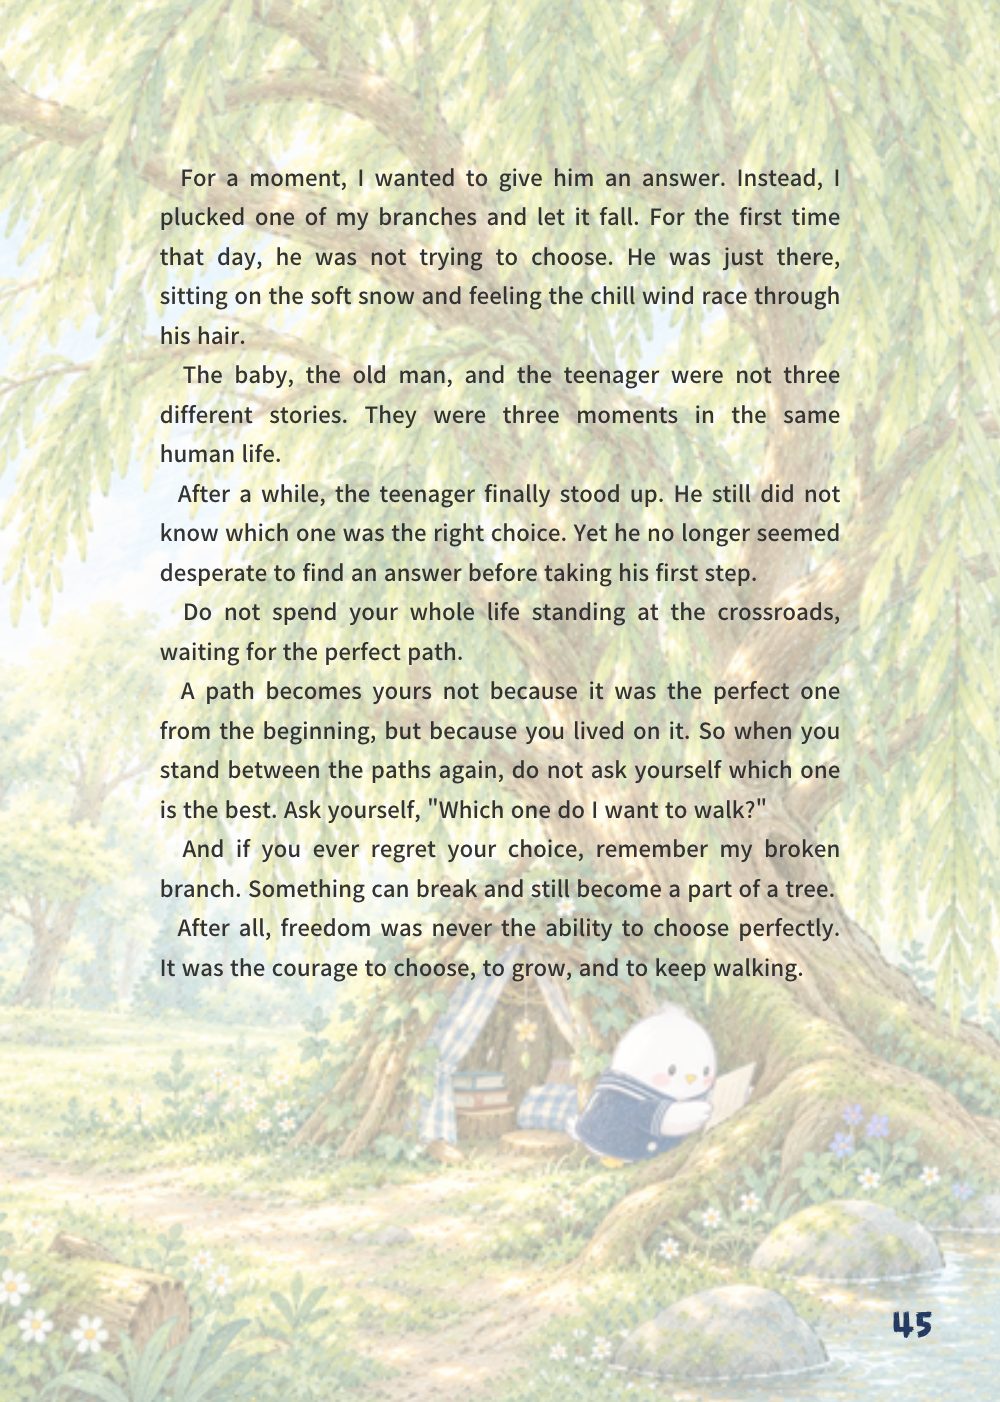 For a moment, I wanted to give him an answer. Instead, I
plucked one of my branches and let it fall. For the first time
that day, he was not trying to choose. He was just there,
sitting on the soft snow and feeling the chill wind race through
his hair.
The baby, the old man, and the teenager were not three
different stories. They were three moments in the same
human life.
After a while, the teenager finally stood up. He still did not
know which one was the right choice. Yet he no longer seemed
desperate to find an answer before taking his first step.
Do not spend your whole life standing at the crossroads,
waiting for the perfect path.
A path becomes yours not because it was the perfect one
from the beginning, but because you lived on it. So when you
stand between the paths again, do not ask yourself which one
is the best. Ask yourself, "Which one do I want to walk?"
And if you ever regret your choice, remember my broken
branch. Something can break and still become a part of a tree.
After all, freedom was never the ability to choose perfectly.
It was the courage to choose, to grow, and to keep walking.
45